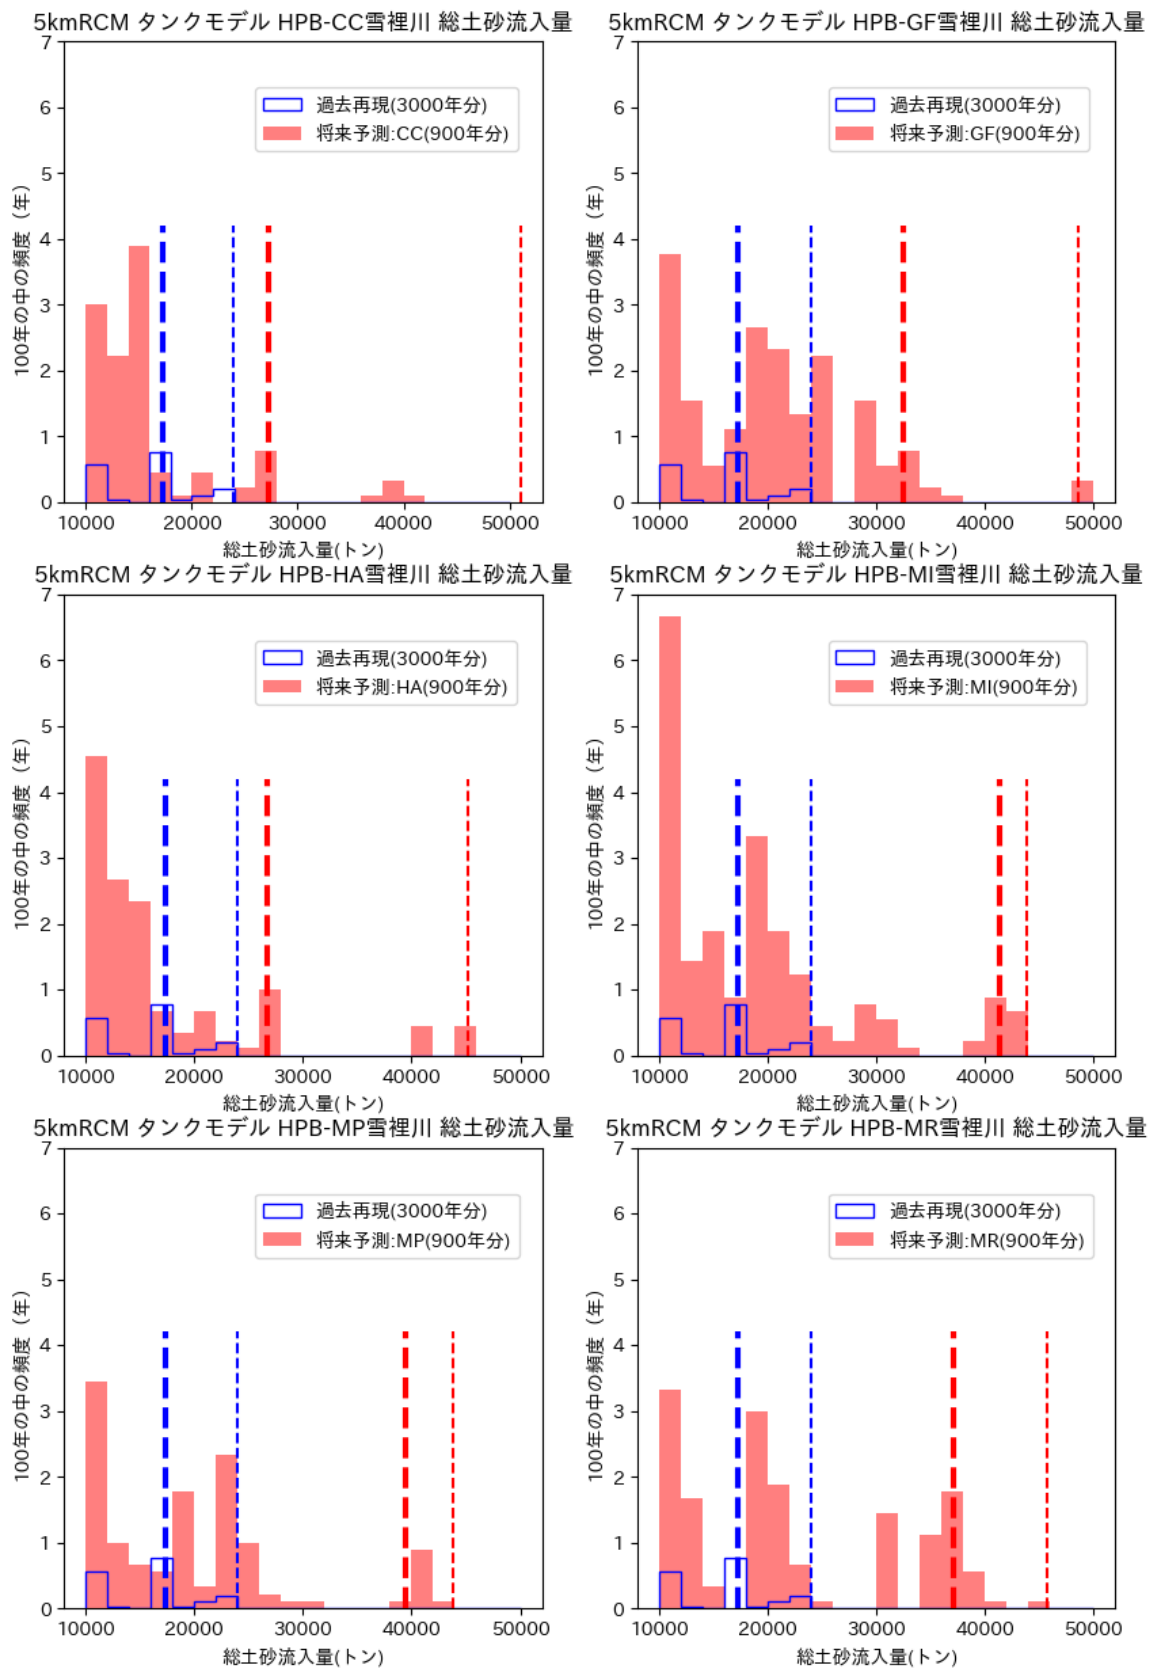 5kmRCM タンクモデル HPB-CC雪裡川 総土砂流入量
7
6
5
4
3
2
1
0
100年の中の頻度（年）
過去再現(3000年分)
将来予測:CC(900年分)
10000 20000 30000 40000 50000
総土砂流入量(トン)
5kmRCM タンクモデル HPB-GF雪裡川 総土砂流入量
7
6
5
4
3
2
1
0
100年の中の頻度（年）
過去再現(3000年分)
将来予測:GF(900年分)
10000 20000 30000 40000 50000
総土砂流入量(トン)
5kmRCM タンクモデル HPB-HA雪裡川 総土砂流入量
7
6
5
4
3
2
1
0
100年の中の頻度（年）
過去再現(3000年分)
将来予測:HA(900年分)
10000 20000 30000 40000 50000
総土砂流入量(トン)
5kmRCM タンクモデル HPB-MI雪裡川 総土砂流入量
7
6
5
4
3
2
1
0
100年の中の頻度（年）
過去再現(3000年分)
将来予測:MI(900年分)
10000 20000 30000 40000 50000
総土砂流入量(トン)
5kmRCM タンクモデル HPB-MP雪裡川 総土砂流入量
7
6
5
4
3
2
1
0
100年の中の頻度（年）
過去再現(3000年分)
将来予測:MP(900年分)
10000 20000 30000 40000 50000
総土砂流入量(トン)
5kmRCM タンクモデル HPB-MR雪裡川 総土砂流入量
7
6
5
4
3
2
1
0
100年の中の頻度（年）
過去再現(3000年分)
将来予測:MR(900年分)
10000 20000 30000 40000 50000
総土砂流入量(トン)